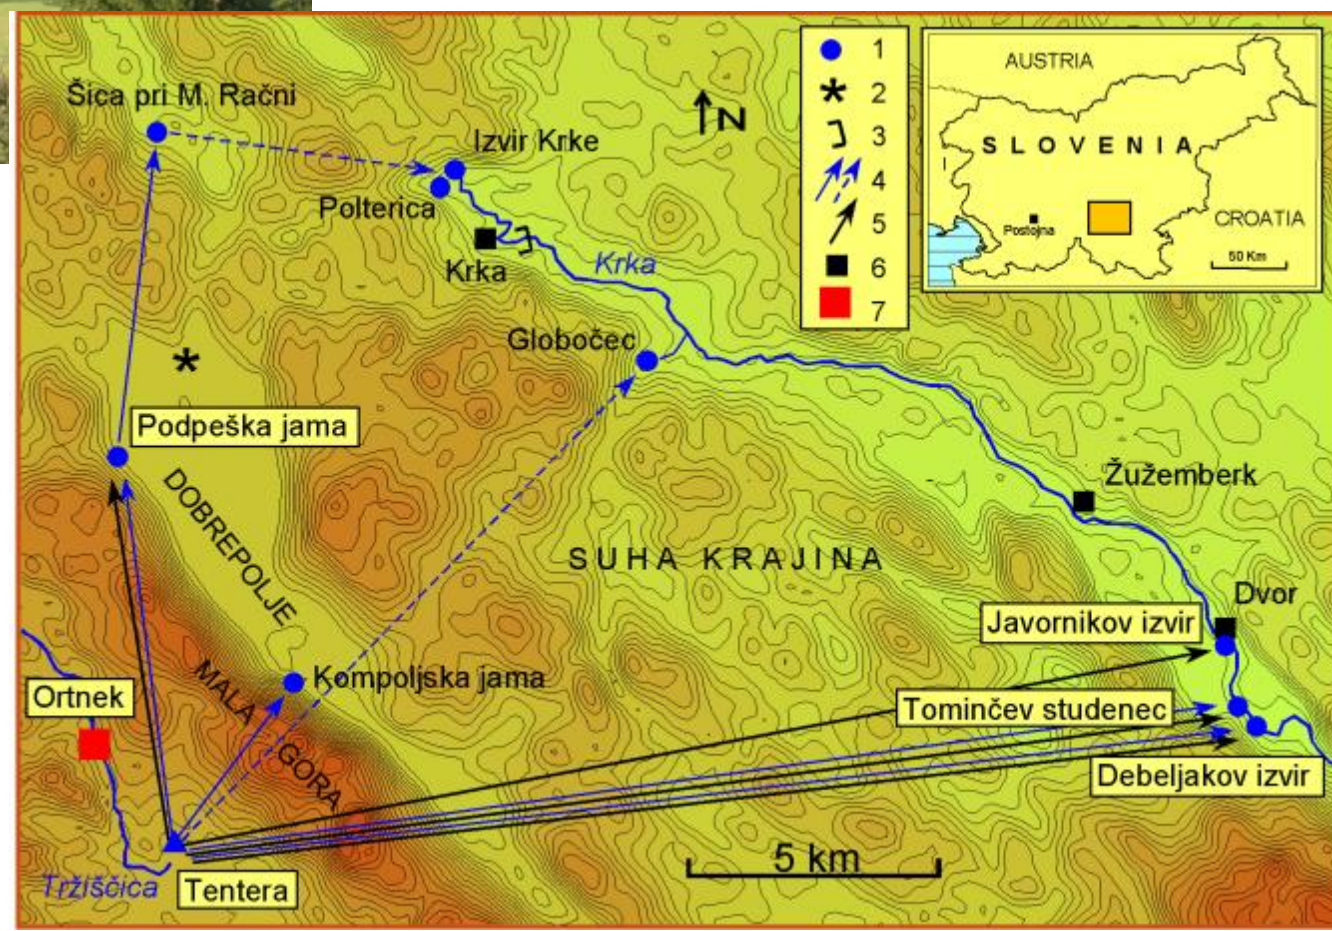 Šica pri M. Račni
Izvir Krke
Polterica
Krka
Krka
Globočec
N
1
2
3
4
5
6
7
AUSTRIA
SLOVENIA
CROATIA
Postojna
50 Km
Podpeška jama
DOBREPOLJE
Žužemberk
SUHA KRAJINA
Dvor
Javornikov izvir
Kompoljska jama
MALA GORA
Ortnek
Tominčev studenec
Debeljakov izvir
5 km
Tržiščica
Tentera